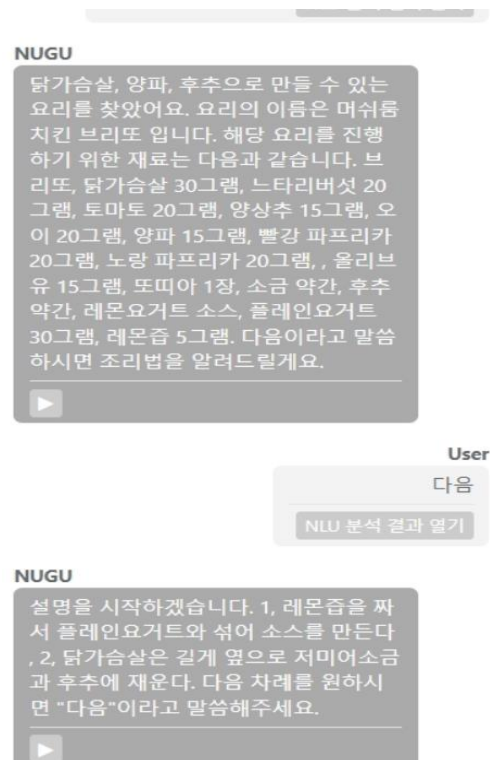 NUGU
닭가슴살, 양파, 후추으로 만들 수 있는
요리를 찾았어요. 요리의 이름은 머쉬룸
치킨 브리또 입니다. 해당 요리를 진행
하기 위한 재료는 다음과 같습니다. 브
리또, 닭가슴살 30그램, 느타리버섯 20
그램, 토마토 20그램, 양상추 15그램, 오
이 20그램, 양파 15그램, 빨강 파프리카
20그램, 노랑 파프리카 20그램, , 올리브
유 15그램, 또띠아 1장, 소금 약간, 후추
약간, 레몬요거트 소스, 플레인요거트
30그램, 레몬즙 5그램. 다음이라고 말씀
하시면 조리법을 알려드릴게요.
User
다음
NLU 분석 결과 열기
NUGU
설명을 시작하겠습니다. 1, 레몬즙을 짜
서 플레인요거트와 섞어 소스를 만든다
, 2, 닭가슴살은 길게 옆으로 저미어소금
과 후추에 재운다. 다음 차례를 원하시
면 "다음"이라고 말씀해주세요.